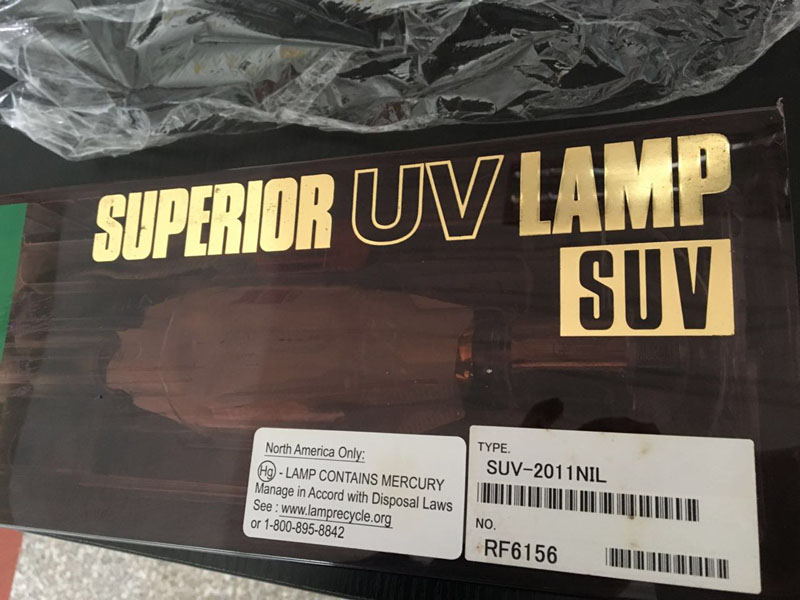 SUPERIOR UV LAMP
SUV
North America Only:
Hg - LAMP CONTAINS MERCURY
Manage in Accord with Disposal Laws
See : www.lamprecycle.org
or 1-800-895-8842
TYPE.
SUV-2011NIL
NO.
RF6156